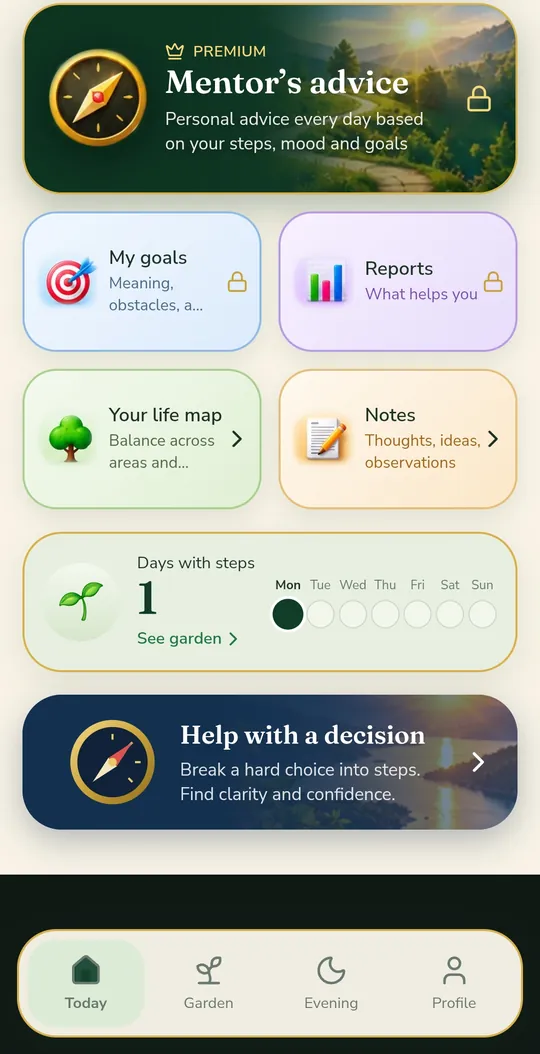 PREMIUM
Mentor’s advice
Personal advice every day based
on your steps, mood and goals
My goals
Meaning,
obstacles, a...
Reports
What helps you
Your life map
Balance across
areas and...
Notes
Thoughts, ideas,
observations
Days with steps
1
See garden
Mon Tue Wed Thu Fri Sat Sun
Help with a decision
Break a hard choice into steps.
Find clarity and confidence.
Today Garden Evening Profile